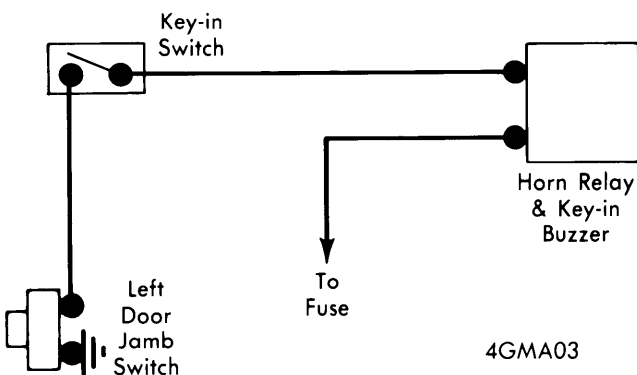 Key-in
Switch
Horn Relay
& Key-in
Buzzer
To
Fuse
Left
Door
Jamb
Switch
4GMA03